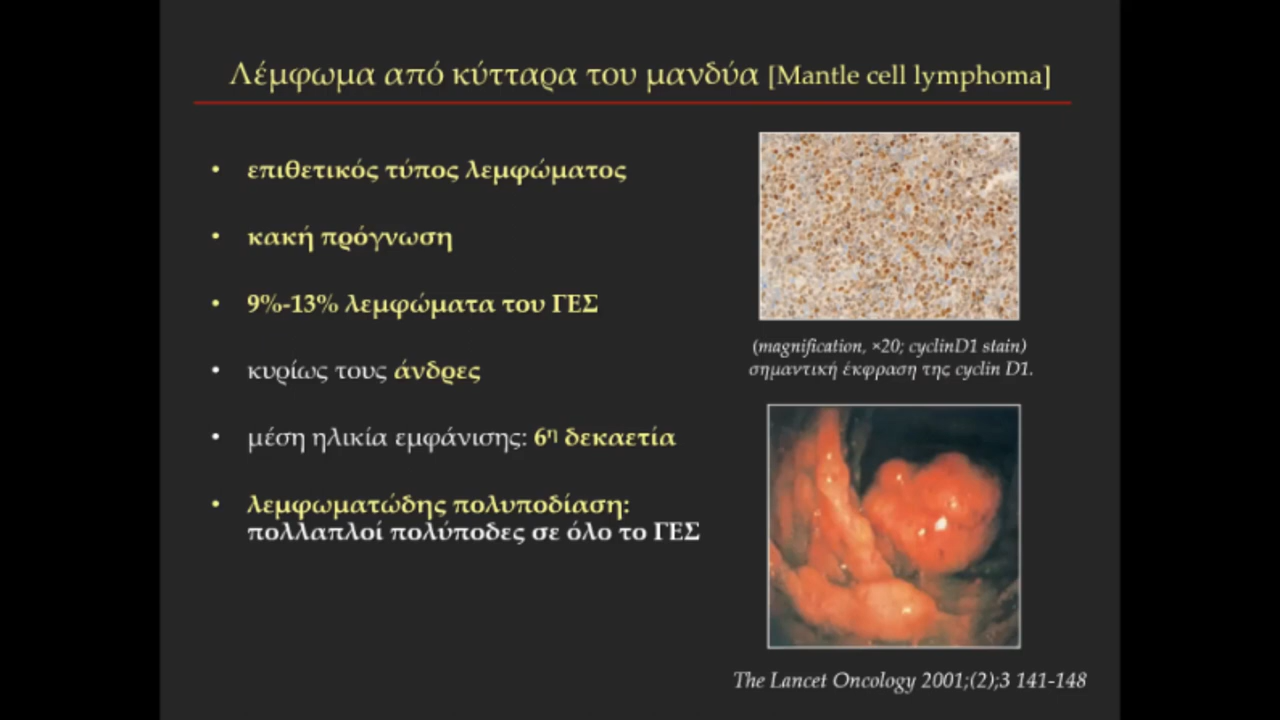 Λέμφωμα από κύτταρα του μανδύα [Mantle cell lymphoma]
• επιθετικός τύπος λεμφώματος
• κακή πρόγνωση
• 9%-13% λεμφώματα του ΓΕΣ
• κυρίως τους άνδρες
• μέση ηλικία εμφάνισης: 6η δεκαετία
• λεμφωματώδης πολυποδίαση:
πολλαπλοί πολύποδες σε όλο το ΓΕΣ
(magnification, ×20; cyclinD1 stain)
σημαντική έκφραση της cyclin D1.
The Lancet Oncology 2001;(2);3 141-148